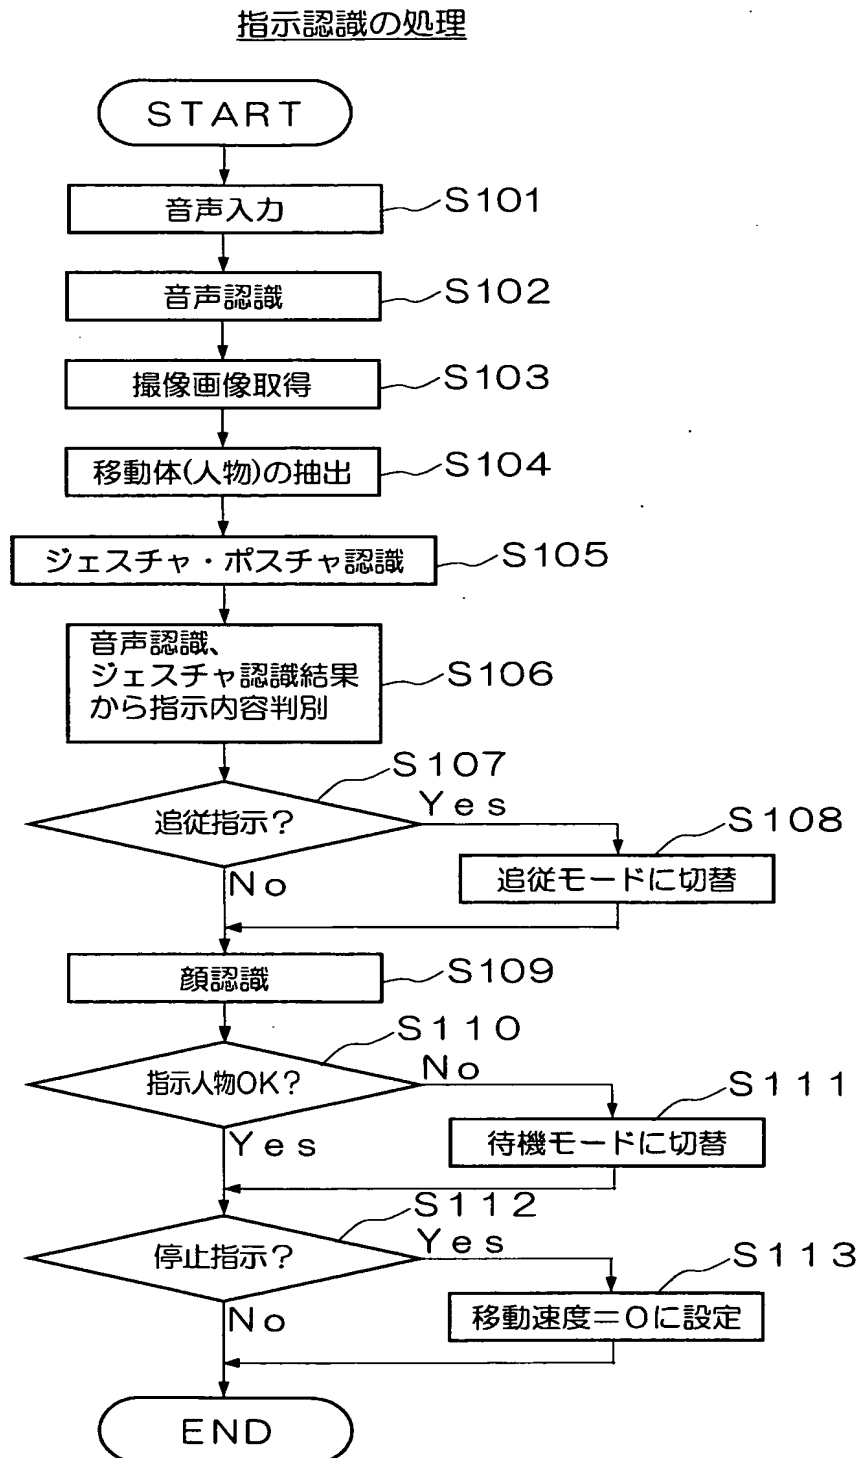 指示認識の処理
START
音声入力
S101
音声認識
S102
撮像画像取得
S103
移動体(人物)の抽出
S104
ジェスチャ・ポスチャ認識
S105
音声認識、
ジェスチャ認識結果
から指示内容判別
S106
S107
追従指示?
Yes
S108
追従モードに切替
No
顔認識
S109
S110
指示人物OK?
No
S111
待機モードに切替
Yes
S112
停止指示?
Yes
S113
移動速度=0に設定
No
END